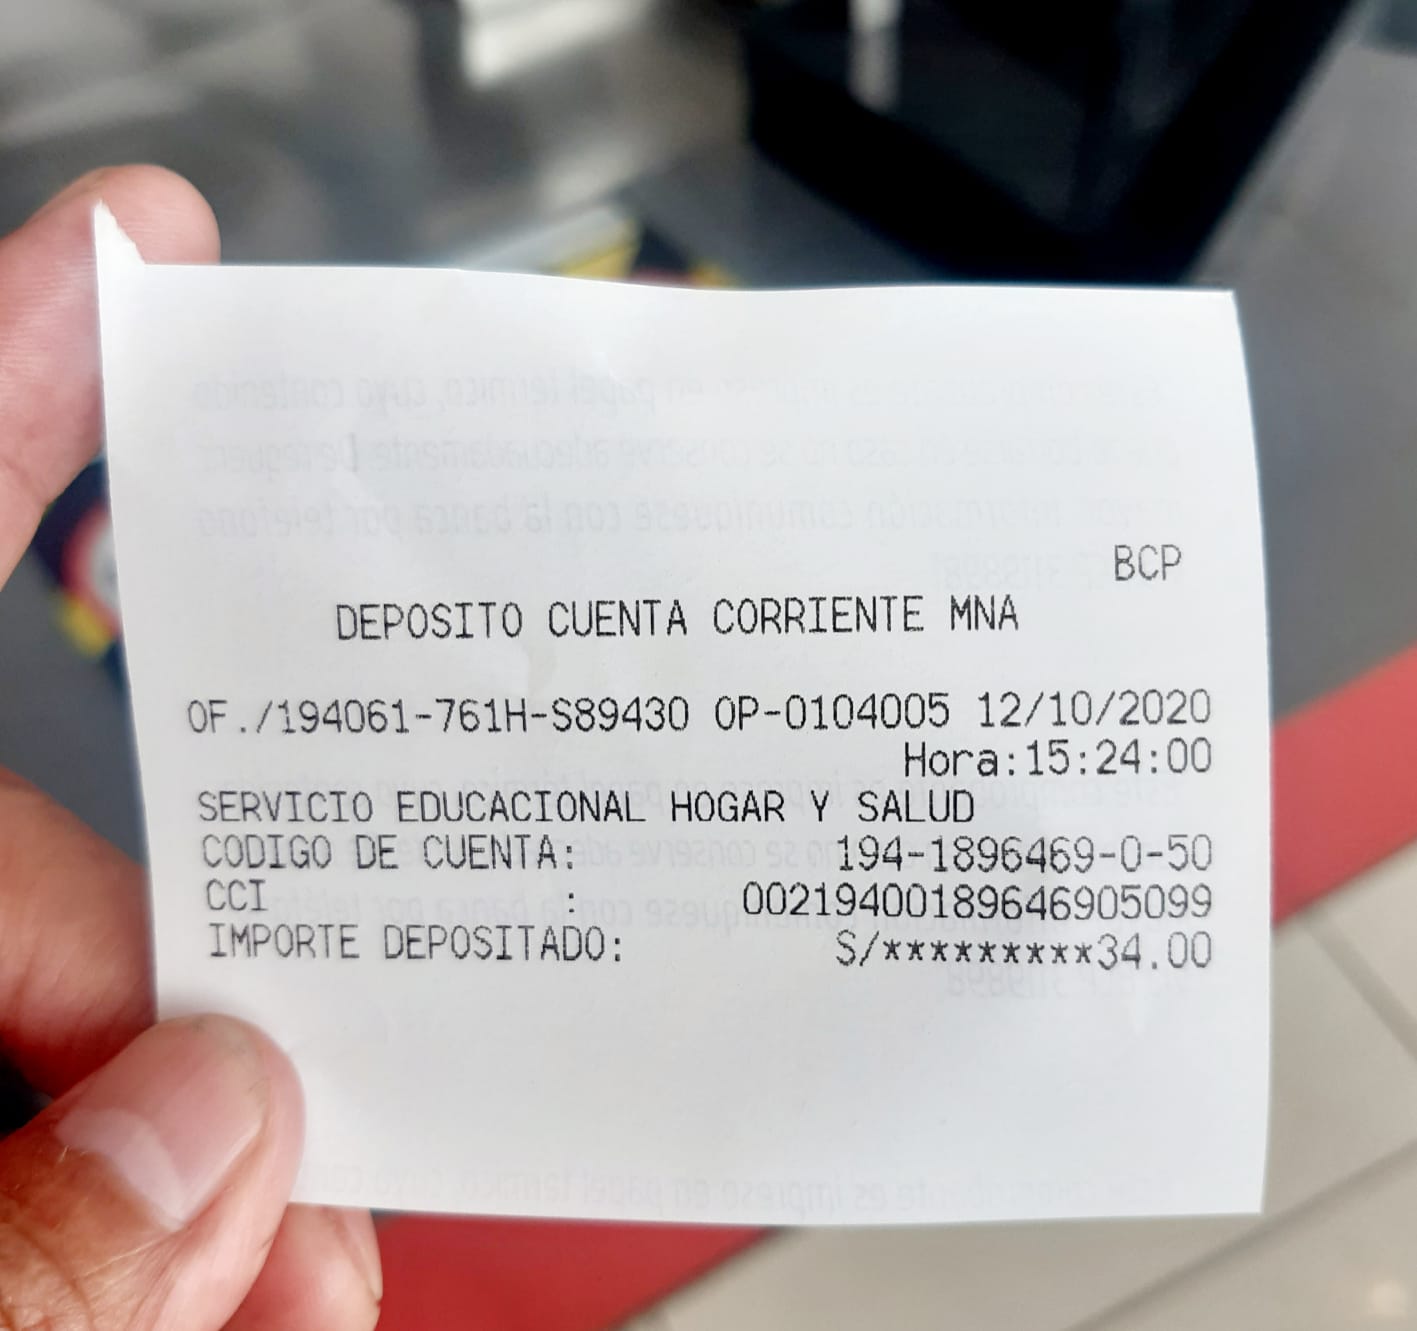 BCP
DEPOSITO CUENTA CORRIENTE MNA
OF./194061-761H-S89430 OP-0104005 12/10/2020
Hora:15:24:00
SERVICIO EDUCACIONAL HOGAR Y SALUD
CODIGO DE CUENTA: 194-1896469-0-50
CCI : 00219400189646905099
IMPORTE DEPOSITADO: S/*********34.00